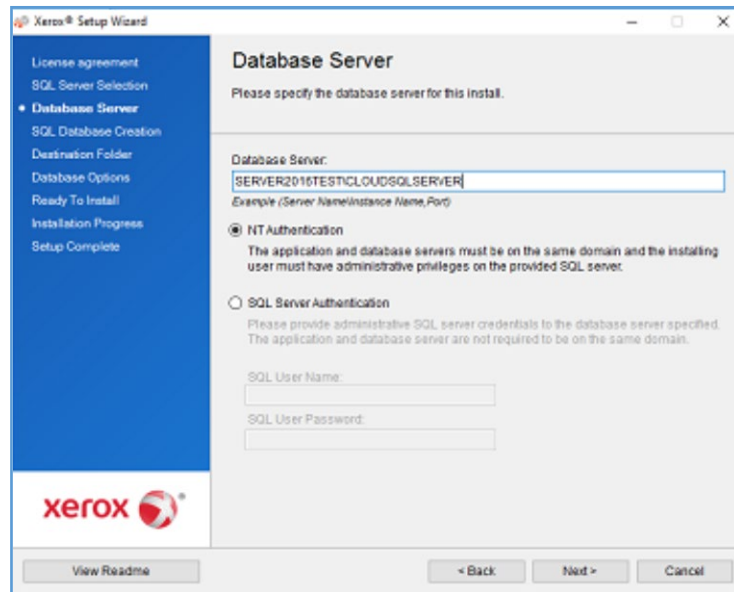 Xerox® Setup Wizard
License agreement
SQL Server Selection
Database Server
SQL Database Creation
Destination Folder
Database Options
Ready To Install
Installation Progress
Setup Complete
Database Server
Please specify the database server for this install.
Database Server:
SERVER2016TEST\CLOUDSQLSERVER
Example (Server Name\Instance Name,Port)
NT Authentication
The application and database servers must be on the same domain and the installing
user must have administrative privileges on the provided SQL server.
SQL Server Authentication
Please provide administrative SQL server credentials to the database server specified.
The application and database server are not required to be on the same domain.
SQL User Name:
SQL User Password:
xerox
View Readme
< Back
Next >
Cancel